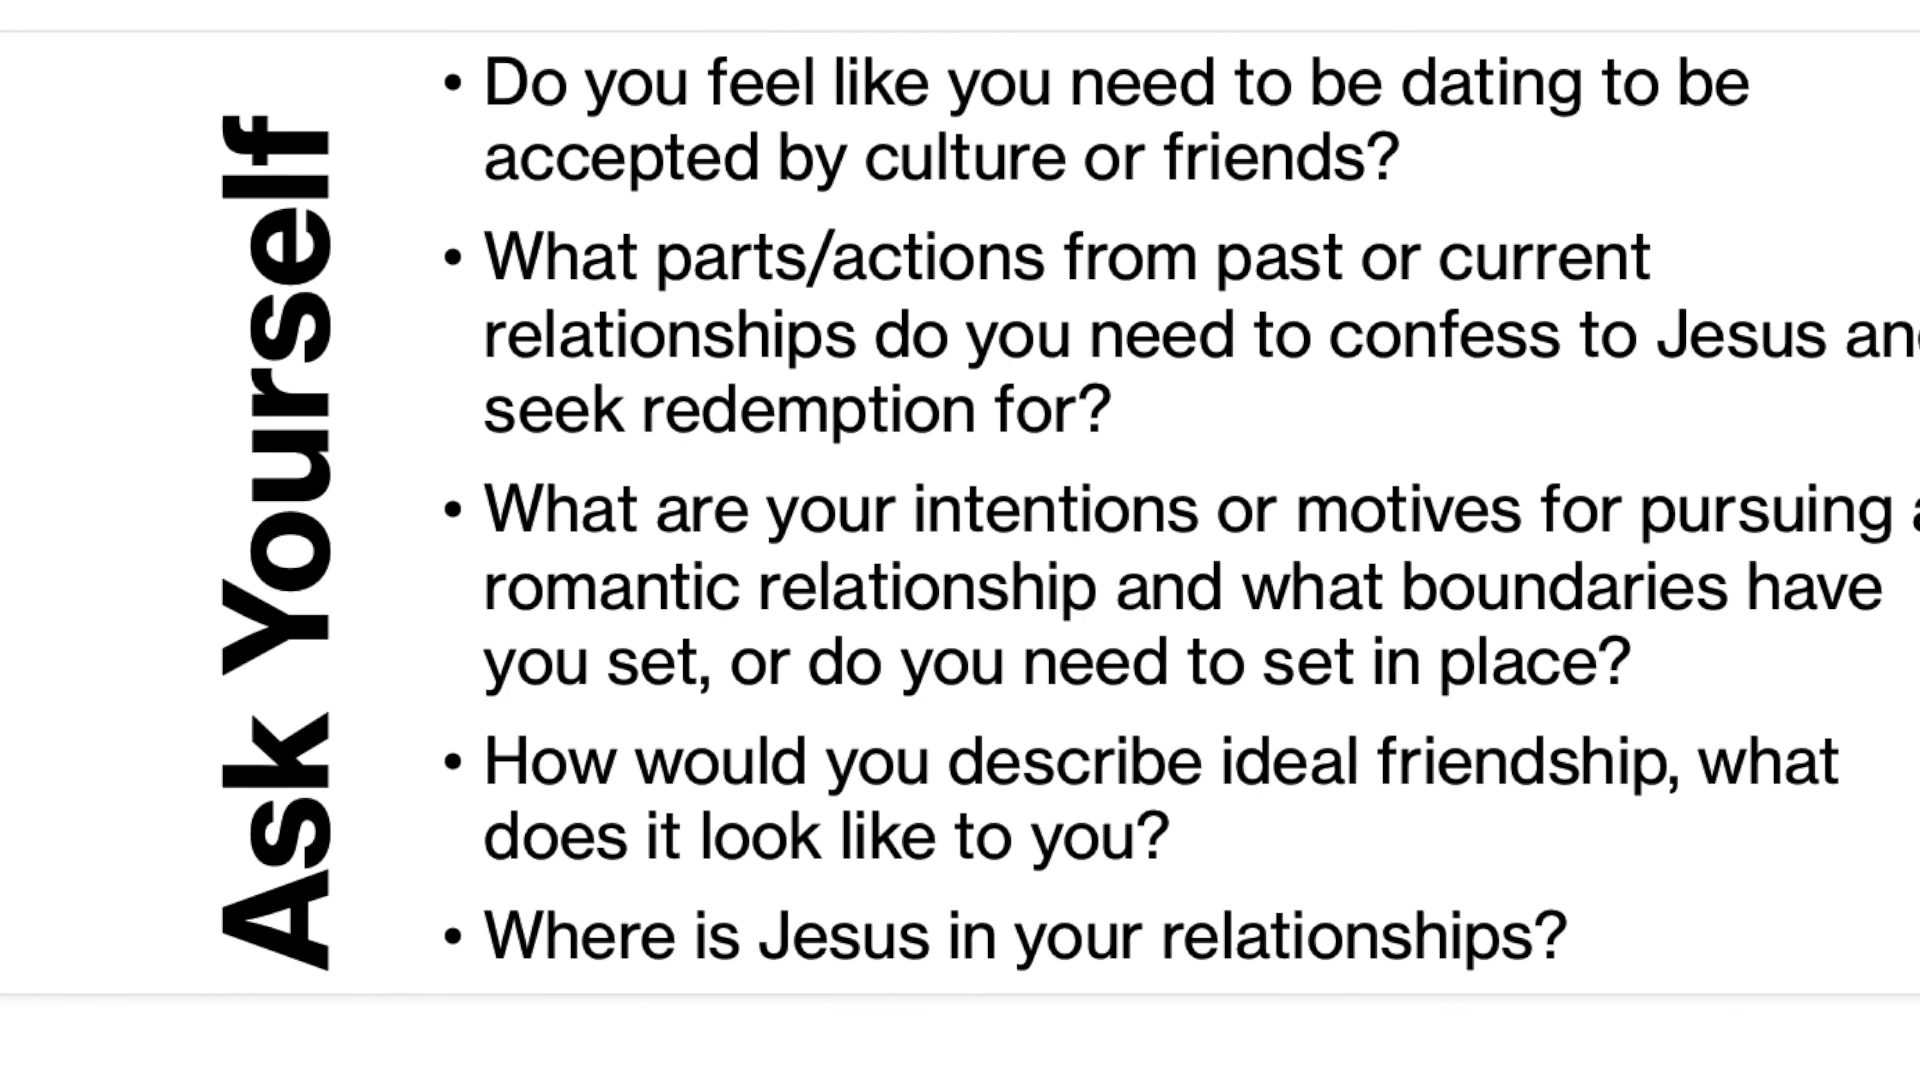 Ask Yourself
• Do you feel like you need to be dating to be
accepted by culture or friends?
• What parts/actions from past or current
relationships do you need to confess to Jesus an
seek redemption for?
• What are your intentions or motives for pursuing a
romantic relationship and what boundaries have
you set, or do you need to set in place?
• How would you describe ideal friendship, what
does it look like to you?
• Where is Jesus in your relationships?